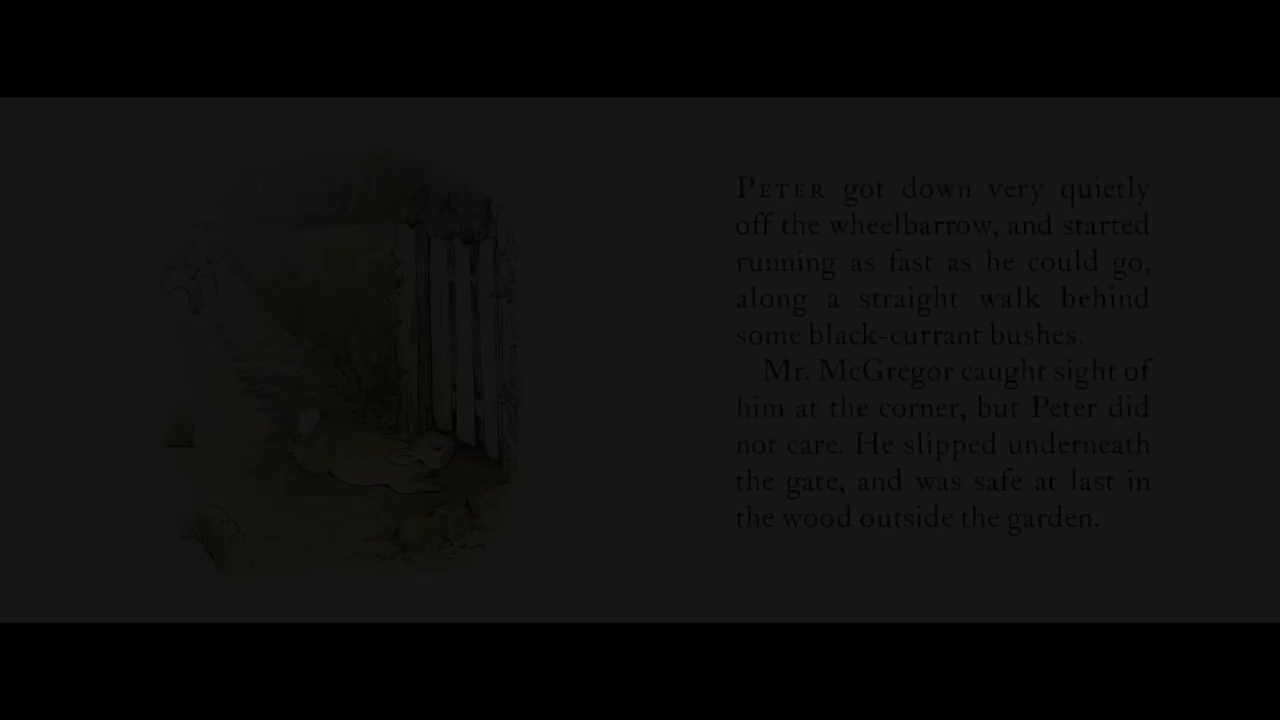 PETER got down very quietly
off the wheelbarrow, and started
running as fast as he could go,
along a straight walk behind
some black-currant bushes.
Mr. McGregor caught sight of
him at the corner, but Peter did
not care. He slipped underneath
the gate, and was safe at last in
the wood outside the garden.